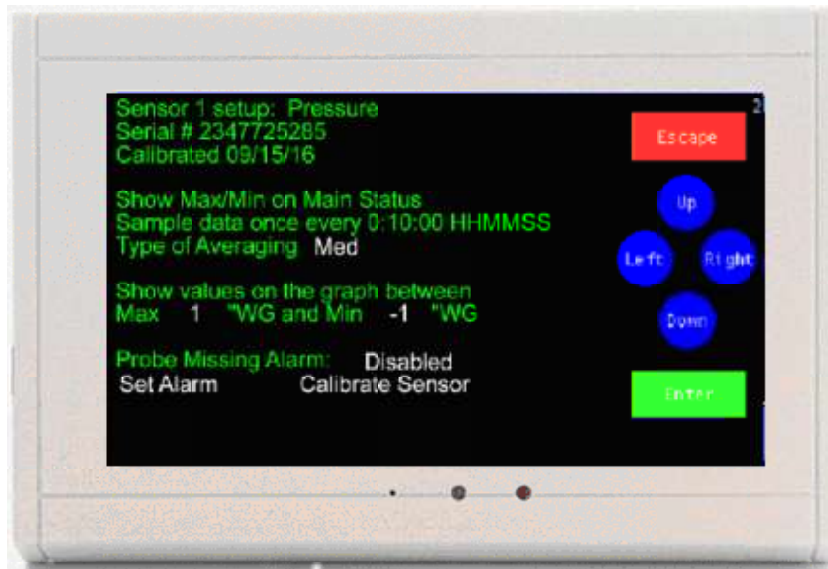 Sensor 1 setup: Pressure
Serial # 2347725285
Calibrated 09/15/16
Show Max/Min on Main Status
Sample data once every 0:10:00 HHMMSS
Type of Averaging Med
Show values on the graph between
Max 1 "WG and Min -1 "WG
Probe Missing Alarm: Disabled
Set Alarm Calibrate Sensor
2
Escape
Up
Left Right
Down
Enter